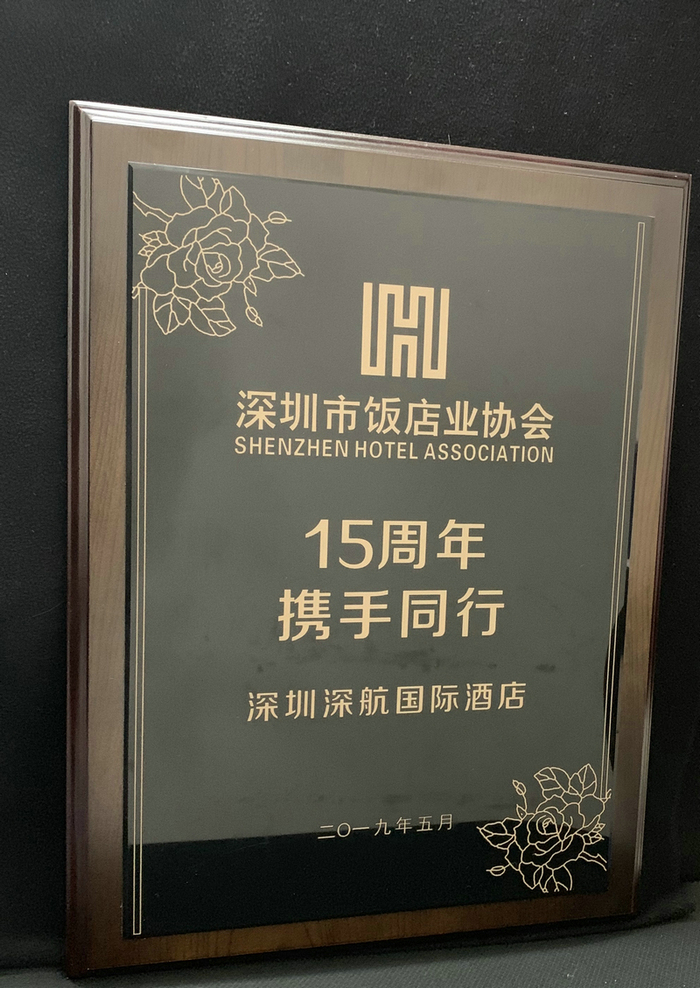 深圳市饭店业协会
SHENZHEN HOTEL ASSOCIATION
15周年
携手同行
深圳深航国际酒店
二〇一九年五月